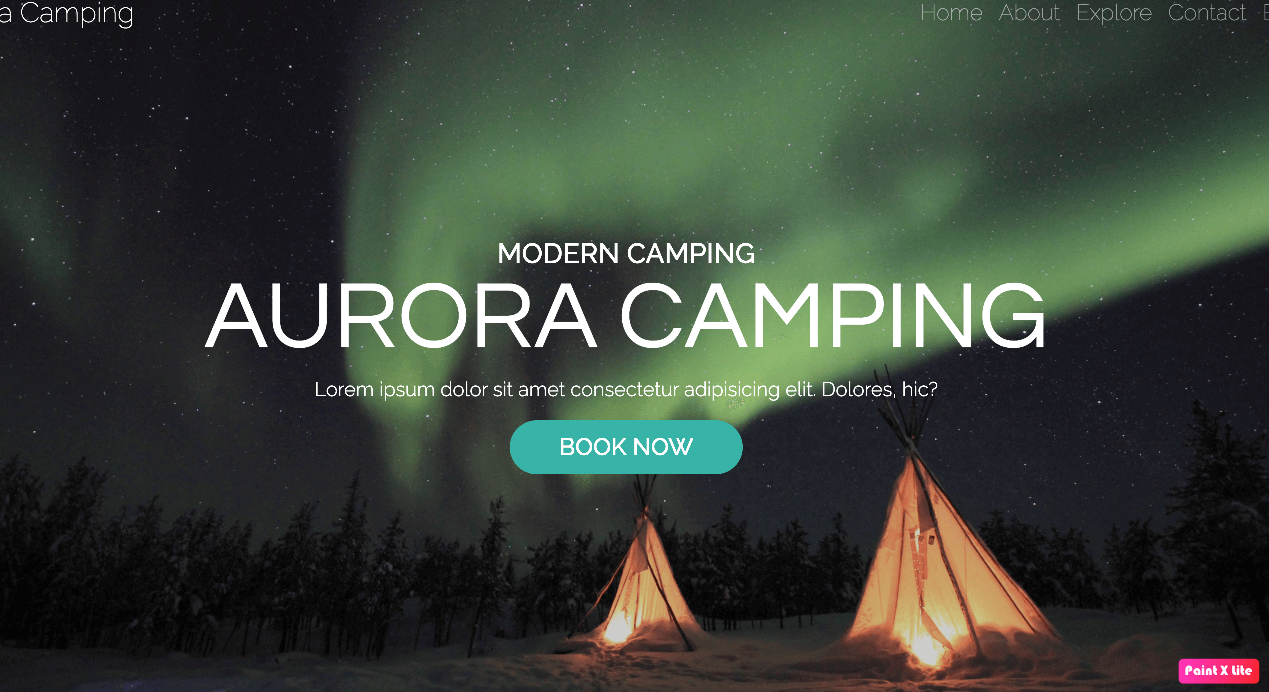 a Camping
Home About Explore Contact
MODERN CAMPING
AURORA CAMPING
Lorem ipsum dolor sit amet consectetur adipisicing elit. Dolores, hic?
BOOK NOW
Paint X Lite